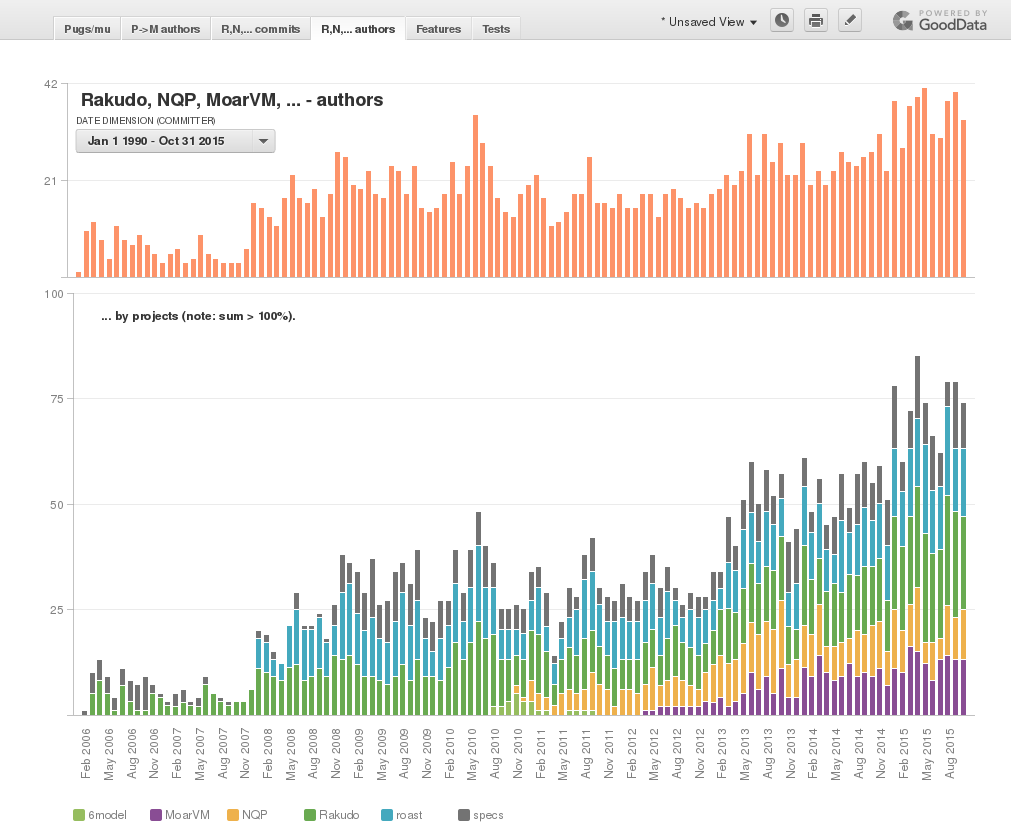 Pugs/mu P->M authors R,N,... commits R,N,... authors Features Tests * Unsaved View POWERED BY
GoodData
42
Rakudo, NQP, MoarVM, ... - authors
DATE DIMENSION (COMMITTER)
Jan 1 1990 - Oct 31 2015
21
100
... by projects (note: sum > 100%).
75
50
25
Feb 2006 May 2006 Aug 2006 Nov 2006 Feb 2007 May 2007 Aug 2007 Nov 2007 Feb 2008 May 2008 Aug 2008 Nov 2008 Feb 2009 May 2009 Aug 2009 Nov 2009 Feb 2010 May 2010 Aug 2010 Nov 2010 Feb 2011 May 2011 Aug 2011 Nov 2011 Feb 2012 May 2012 Aug 2012 Nov 2012 Feb 2013 May 2013 Aug 2013 Nov 2013 Feb 2014 May 2014 Aug 2014 Nov 2014 Feb 2015 May 2015 Aug 2015
6model MoarVM NQP Rakudo roast specs